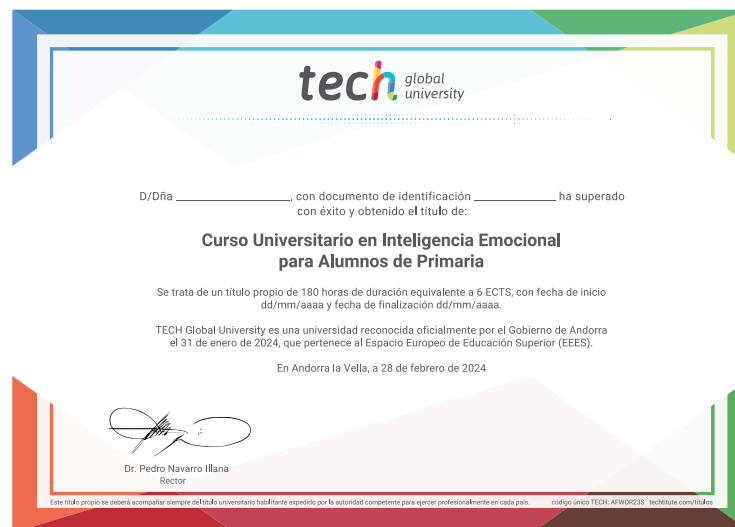 tech global university
D/Dña ____________, con documento de identificación ____________ ha superado
con éxito y obtenido el título de:
Curso Universitario en Inteligencia Emocional
para Alumnos de Primaria
Se trata de un título propio de 180 horas de duración equivalente a 6 ECTS, con fecha de inicio
dd/mm/aaaa y fecha de finalización dd/mm/aaaa.
TECH Global University es una universidad reconocida oficialmente por el Gobierno de Andorra
el 31 de enero de 2024, que pertenece al Espacio Europeo de Educación Superior (EEES).
En Andorra la Vella, a 28 de febrero de 2024
Dr. Pedro Navarro Illana
Rector
Este título propio se deberá acompañar siempre del título universitario habilitante expedido por la autoridad competente para ejercer profesionalmente en cada país. código único TECH: AFWOR23S techtitute.com/titulos